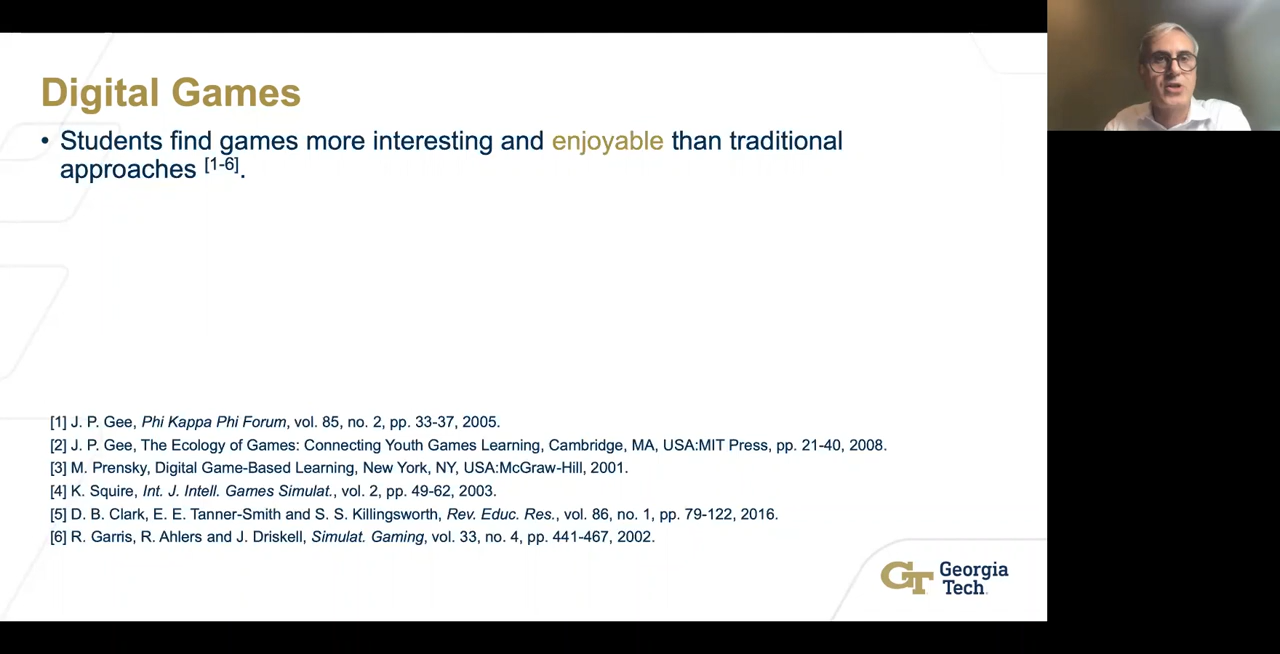 Digital Games
• Students find games more interesting and enjoyable than traditional
approaches [1-6].
[1] J. P. Gee, Phi Kappa Phi Forum, vol. 85, no. 2, pp. 33-37, 2005.
[2] J. P. Gee, The Ecology of Games: Connecting Youth Games Learning, Cambridge, MA, USA:MIT Press, pp. 21-40, 2008.
[3] M. Prensky, Digital Game-Based Learning, New York, NY, USA:McGraw-Hill, 2001.
[4] K. Squire, Int. J. Intell. Games Simulat., vol. 2, pp. 49-62, 2003.
[5] D. B. Clark, E. E. Tanner-Smith and S. S. Killingsworth, Rev. Educ. Res., vol. 86, no. 1, pp. 79-122, 2016.
[6] R. Garris, R. Ahlers and J. Driskell, Simulat. Gaming, vol. 33, no. 4, pp. 441-467, 2002.
GT Georgia
Tech